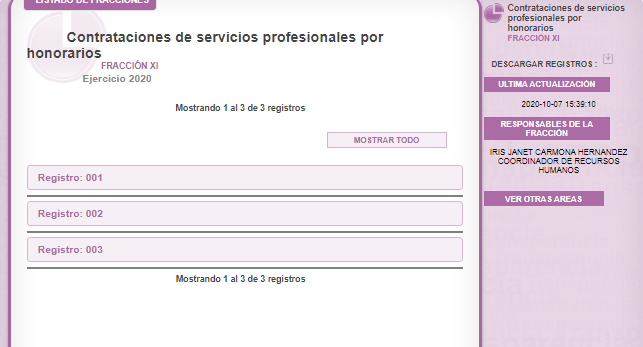 LISTADO DE FRACCIONES
Contrataciones de servicios profesionales por
honorarios
FRACCIÓN XI
Ejercicio 2020
Mostrando 1 al 3 de 3 registros
MOSTRAR TODO
Registro: 001
Registro: 002
Registro: 003
Mostrando 1 al 3 de 3 registros
Contrataciones de servicios
profesionales por
honorarios
FRACCIÓN XI
DESCARGAR REGISTROS :
ULTIMA ACTUALIZACIÓN
2020-10-07 15:39:10
RESPONSABLES DE LA
FRACCIÓN
IRIS JANET CARMONA HERNANDEZ
COORDINADOR DE RECURSOS
HUMANOS
VER OTRAS AREAS